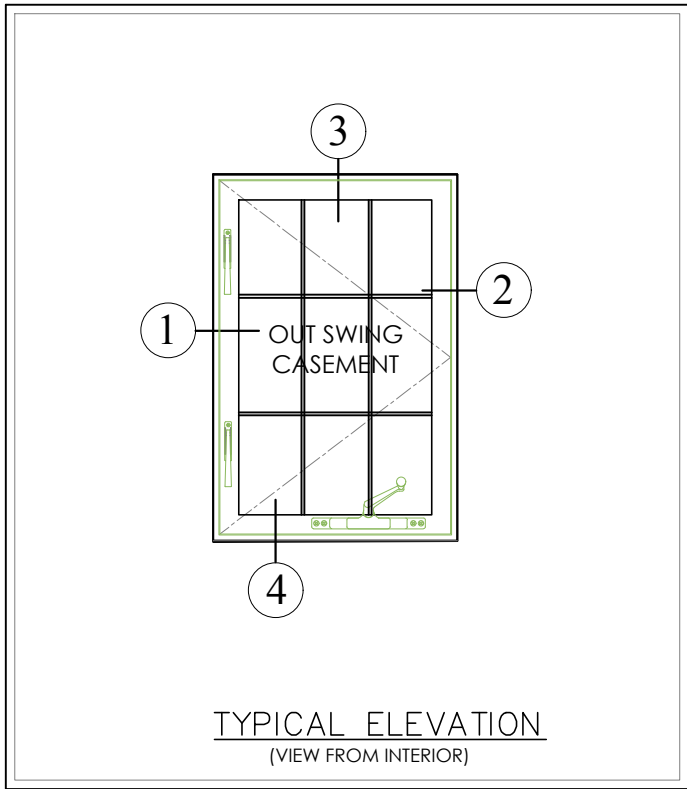 3
2
1
OUT SWING
CASEMENT
4
TYPICAL ELEVATION
(VIEW FROM INTERIOR)